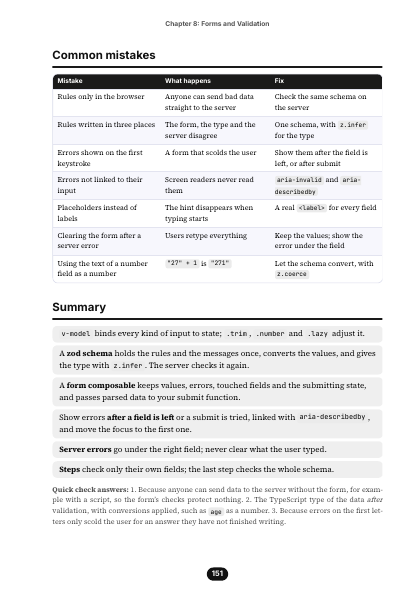 Chapter 8: Forms and Validation
Common mistakes
Mistake What happens Fix
Rules only in the browser Anyone can send bad data Check the same schema on
straight to the server the server
Rules written in three places The form, the type and the One schema, with z.infer
server disagree for the type
Errors shown on the first A form that scolds the user Show them after the field is
keystroke left, or after submit
Errors not linked to their Screen readers never read aria-invalid and aria-
input them describedby
Placeholders instead of The hint disappears when A real <label> for every field
labels typing starts
Clearing the form after a Users retype everything Keep the values; show the
server error error under the field
Using the text of a number "27" + 1 is "271" Let the schema convert, with
field as a number z.coerce
Summary
v-model binds every kind of input to state; .trim, .number and .lazy adjust it.
A zod schema holds the rules and the messages once, converts the values, and gives
the type with z.infer. The server checks it again.
A form composable keeps values, errors, touched fields and the submitting state,
and passes parsed data to your submit function.
Show errors after a field is left or a submit is tried, linked with aria-describedby,
and move the focus to the first one.
Server errors go under the right field; never clear what the user typed.
Steps check only their own fields; the last step checks the whole schema.
Quick check answers: 1. Because anyone can send data to the server without the form, for exam-
ple with a script, so the form's checks protect nothing. 2. The TypeScript type of the data after
validation, with conversions applied, such as age as a number. 3. Because errors on the first let-
ters only scold the user for an answer they have not finished writing.
151